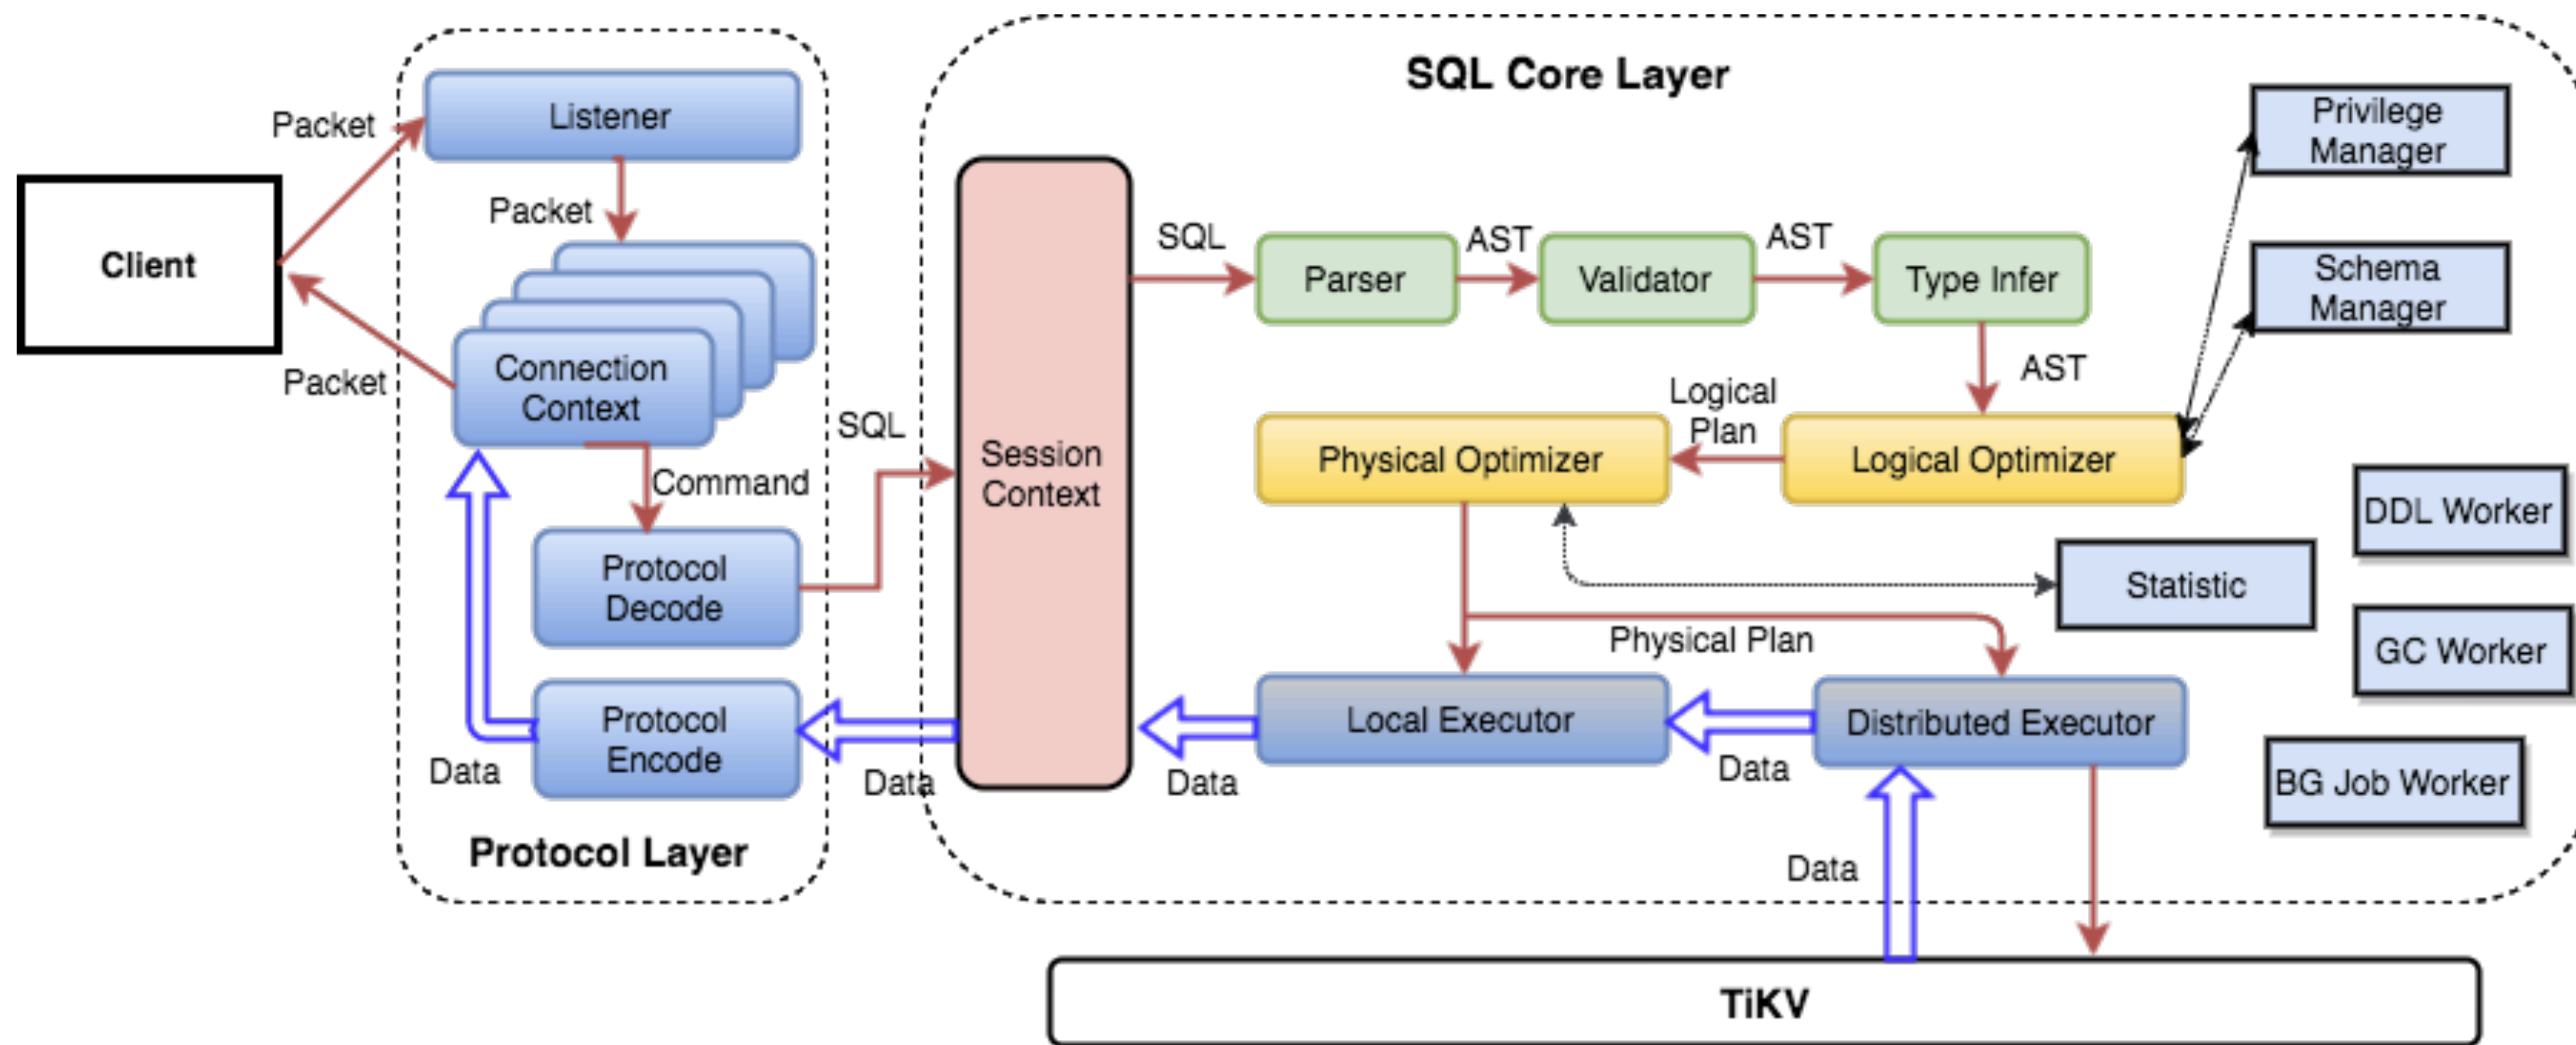 SQL Core Layer
Privilege
Manager
Packet
Listener
Packet
Client
SQL
Parser
AST
Validator
AST
Type Infer
Schema
Manager
Packet
Connection
Context
AST
Logical
Plan
SQL
Session
Context
Physical Optimizer
Logical Optimizer
Command
DDL Worker
Protocol
Decode
Statistic
Physical Plan
GC Worker
Protocol
Encode
Data
Data
Data
Local Executor
Data
Distributed Executor
BG Job Worker
Protocol Layer
Data
TiKV